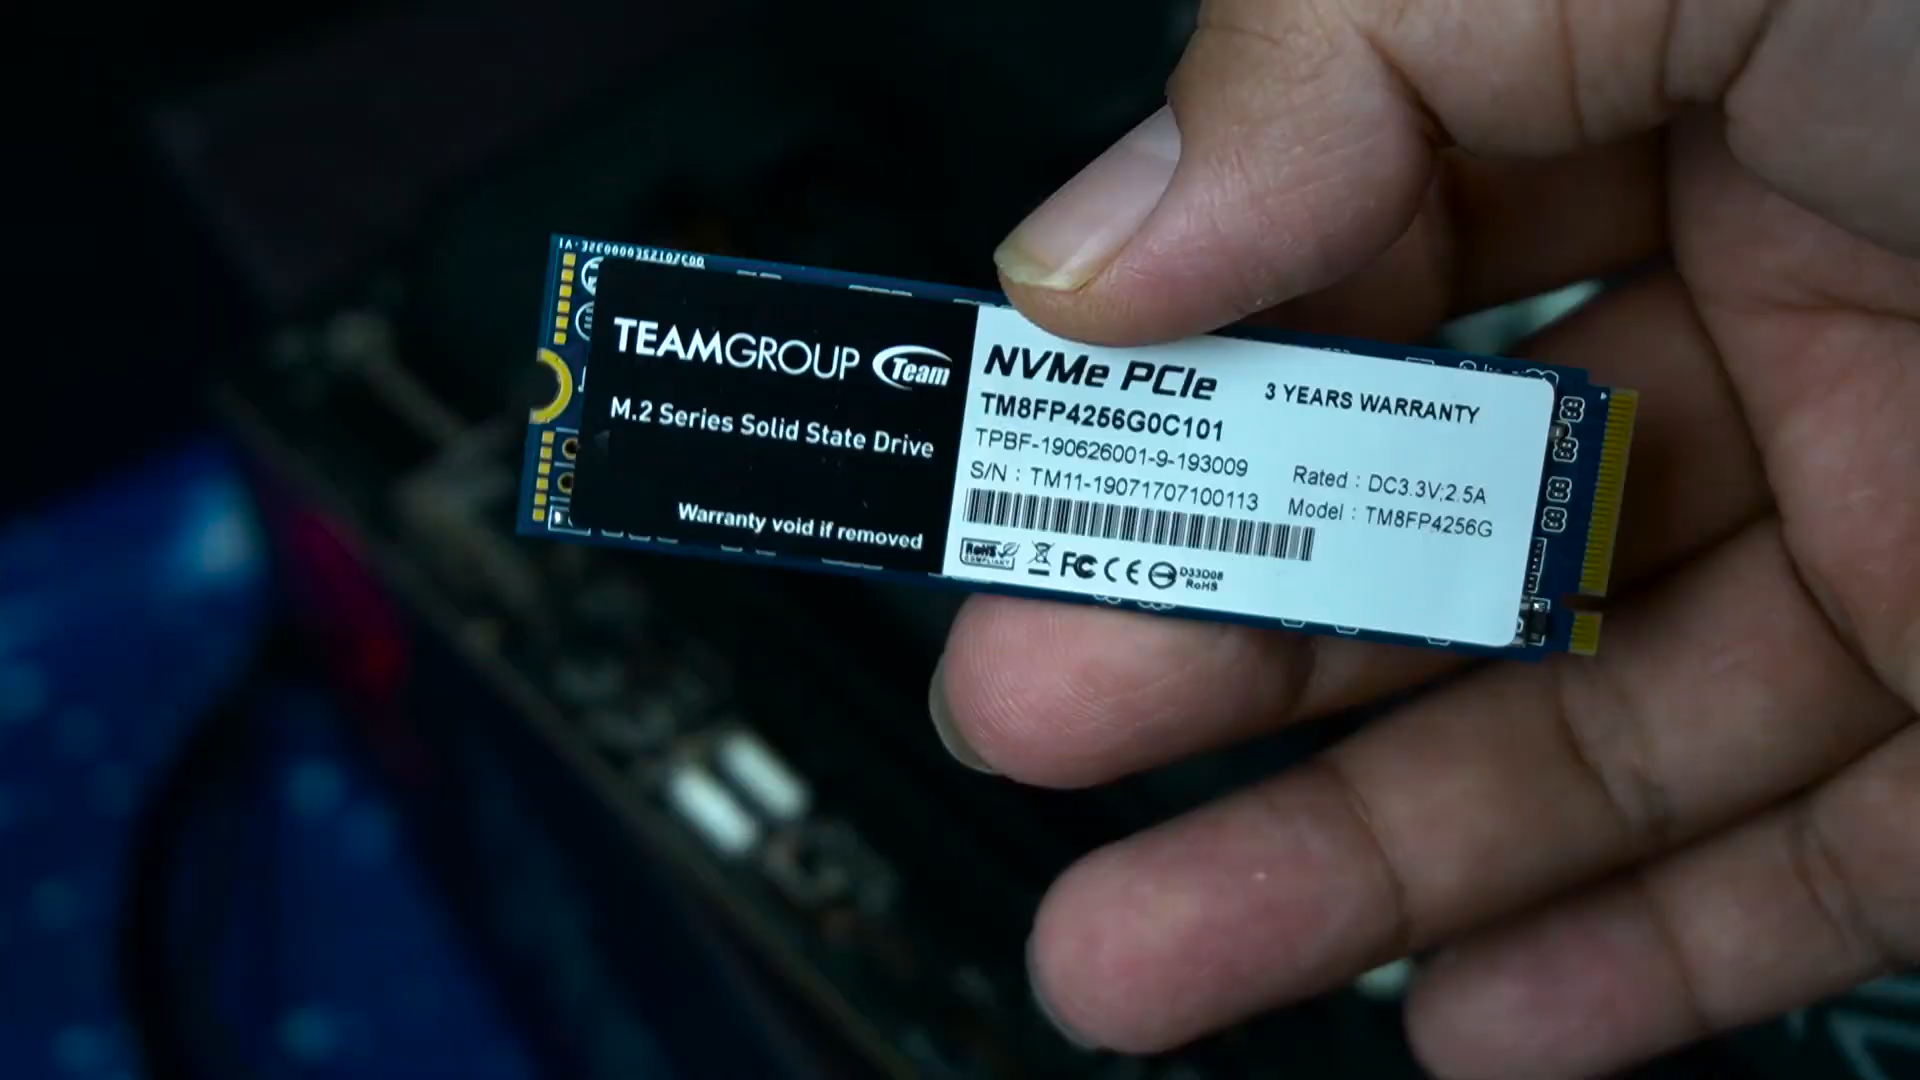 TEAMGROUP Team
M.2 Series Solid State Drive
Warranty void if removed
NVMe PCIe
3 YEARS WARRANTY
TM8FP4256G0C101
TPBF-190626001-9-193009
S/N : TM11-19071707100113
Rated : DC3.3V;2.5A
Model : TM8FP4256G
RoHS
COMPLIANT
FC CE
D33D08
RoHS